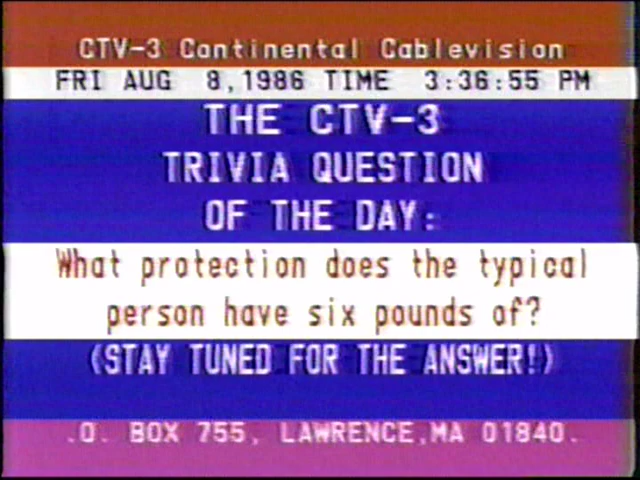 CTV-3 Continental Cablevision
FRI AUG 8,1986 TIME 3:36:55 PM
THE CTV-3
TRIVIA QUESTION
OF THE DAY:
What protection does the typical
person have six pounds of?
(STAY TUNED FOR THE ANSWER!)
.O. BOX 755, LAWRENCE,MA 01840.